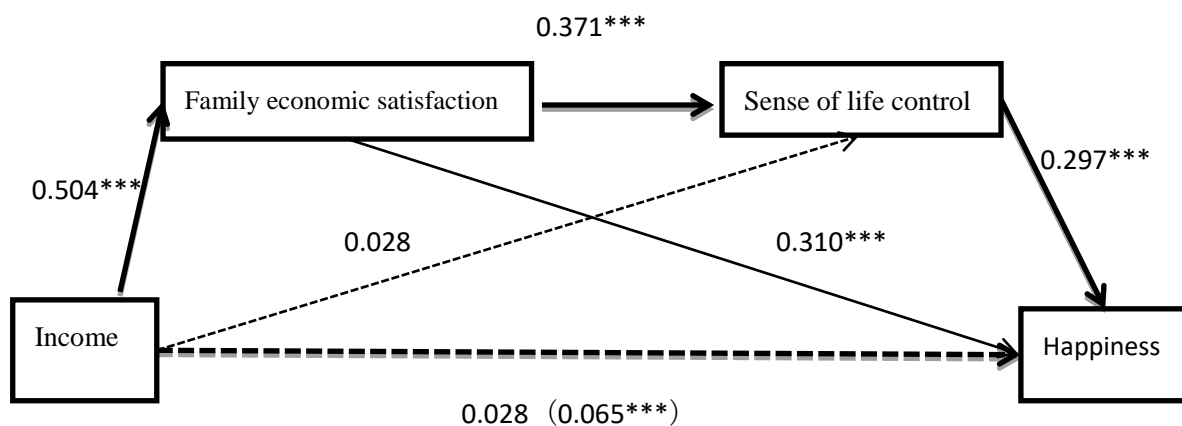 0.371***
Family economic satisfaction
Sense of life control
0.504***
0.297***
0.028
0.310***
Income
Happiness
0.028（0.065***）